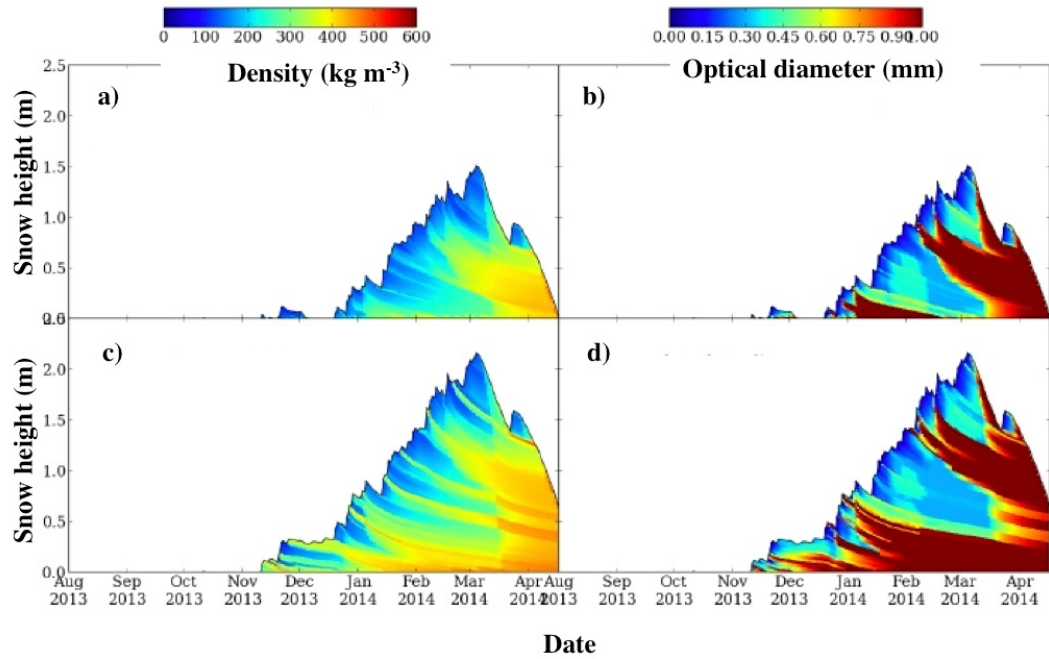 0 100 200 300 400 500 600
0.00 0.15 0.30 0.45 0.60 0.75 0.90 1.00
Density (kg m-3)
Optical diameter (mm)
a)
b)
Snow height (m)
2.5
2.0
1.5
1.0
0.5
c)
d)
Snow height (m)
2.0
1.5
1.0
0.5
0.0
Aug Sep Oct Nov Dec Jan Feb Mar Apr Aug Sep Oct Nov Dec Jan Feb Mar Apr
2013 2013 2013 2013 2013 2014 2014 2014 2013 2013 2013 2013 2014 2014 2014 2014
Date